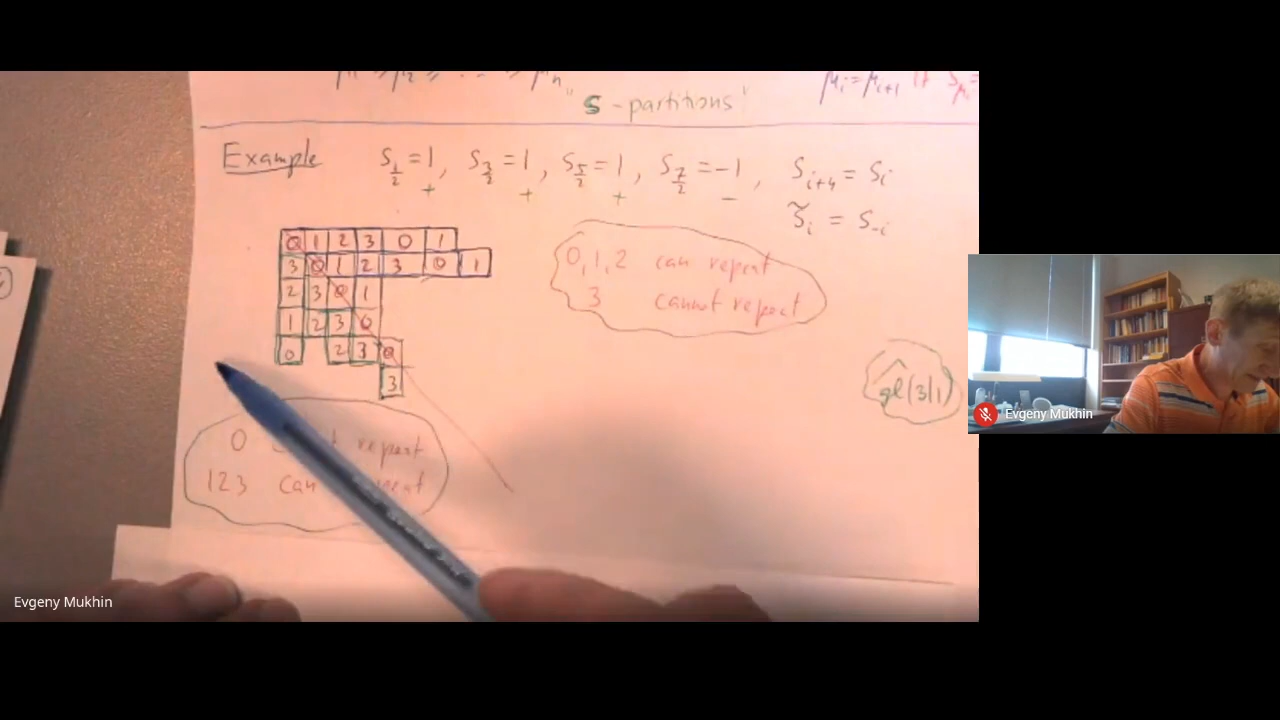 "s - partitions"
Example s_{1/2} = 1, s_{3/2} = 1, s_{5/2} = 1, s_{7/2} = -1, s_{i+4} = s_i
+ + + -
s̃_i = s_{-i}
0 1 2 3 0 1
3 0 1 2 3 0 1
2 3 0 1
1 2 3 0
0 2 3 0
3
0,1,2 can repeat
3 cannot repeat
gl(3|1)
0 repeat
123 can
Evgeny Mukhin
Evgeny Mukhin